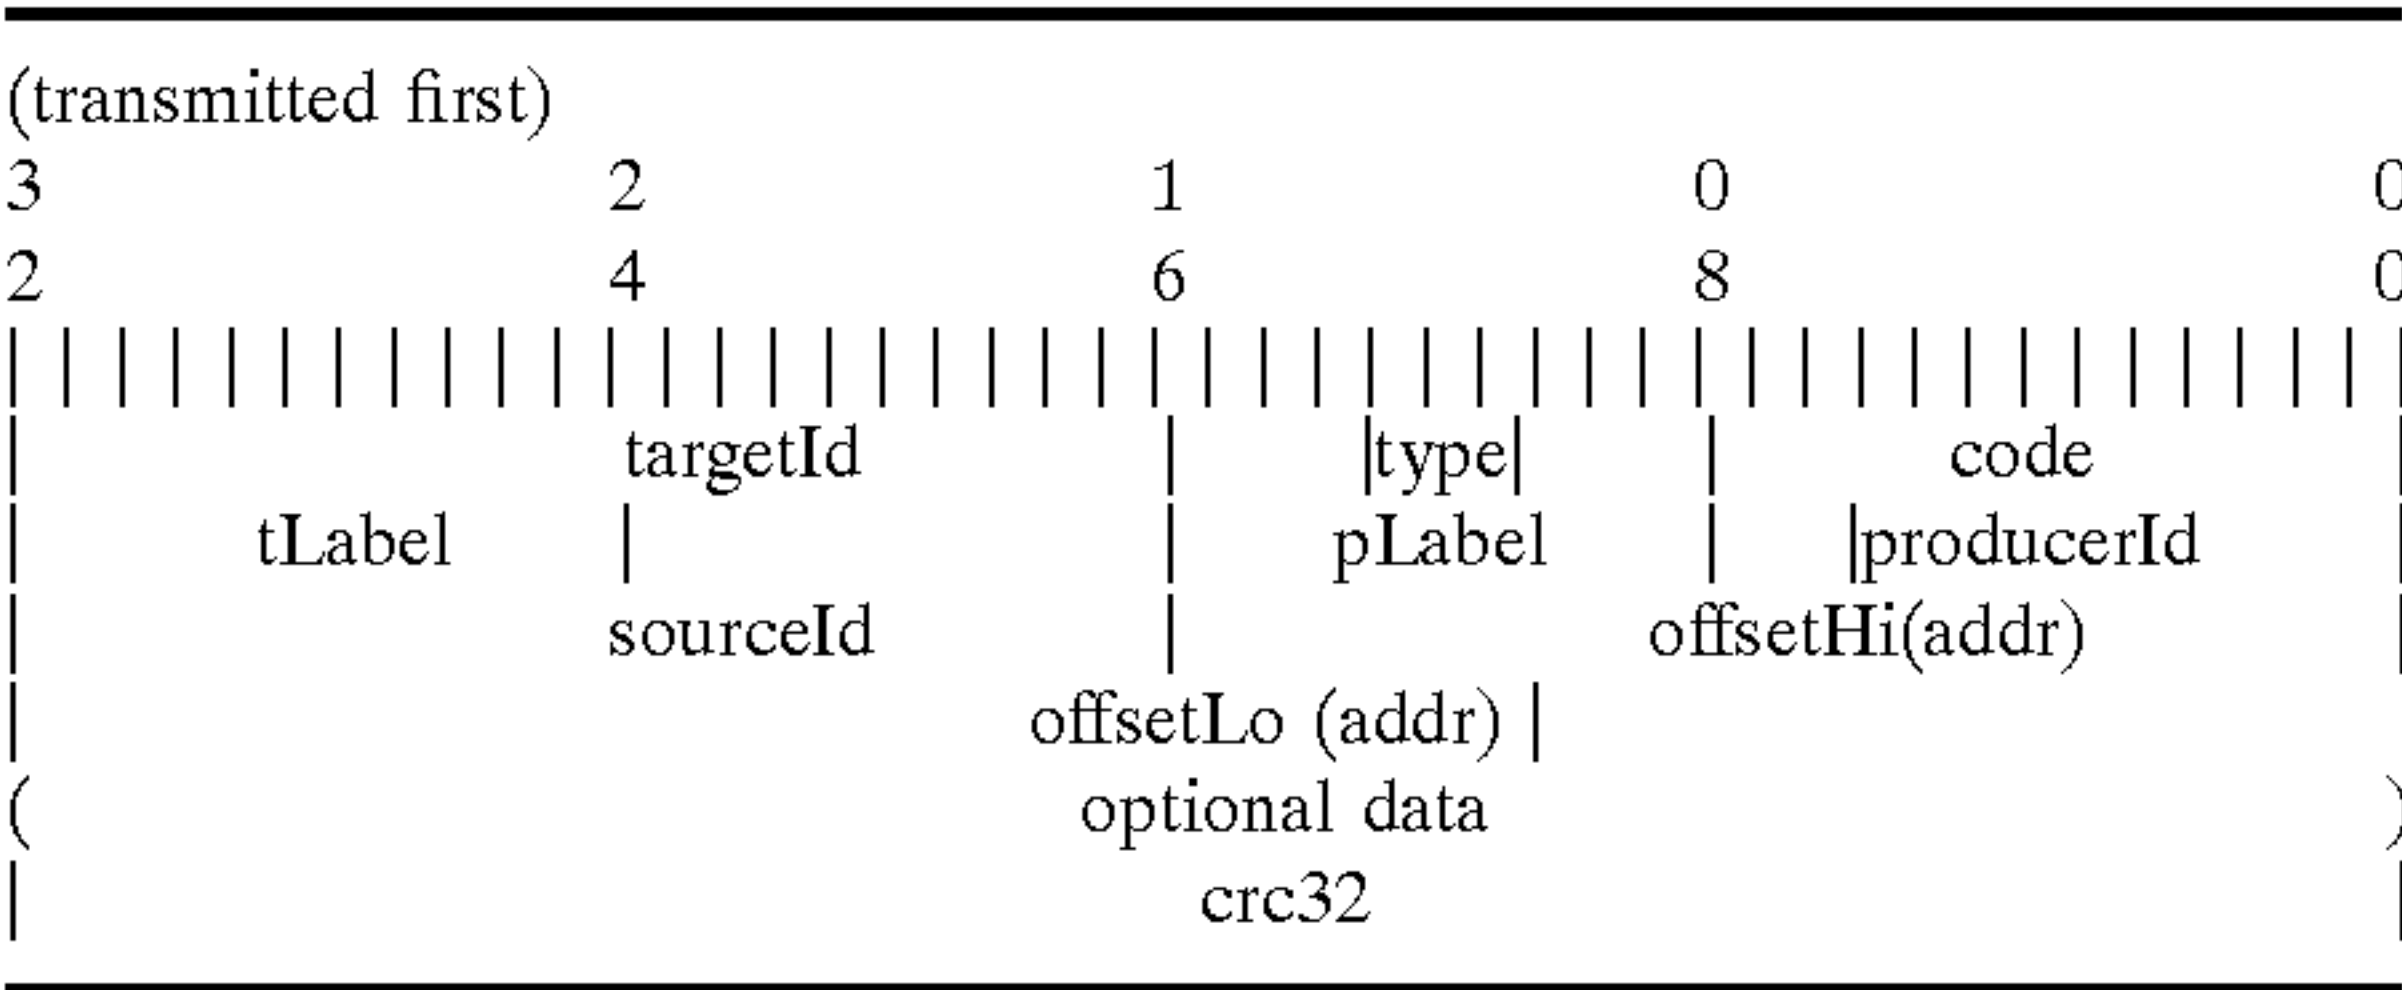 (transmitted first)
3 2 1 0 0
2 4 6 8 0
| | | | | | | | | | | | | | | | | | | | | | | | | | | | | | | | | | | | | | | | | | | | |
| targetId | |type| | code |
| tLabel | | pLabel | |producerId |
| sourceId | offsetHi(addr) |
| offsetLo (addr) |
( optional data )
| crc32 |